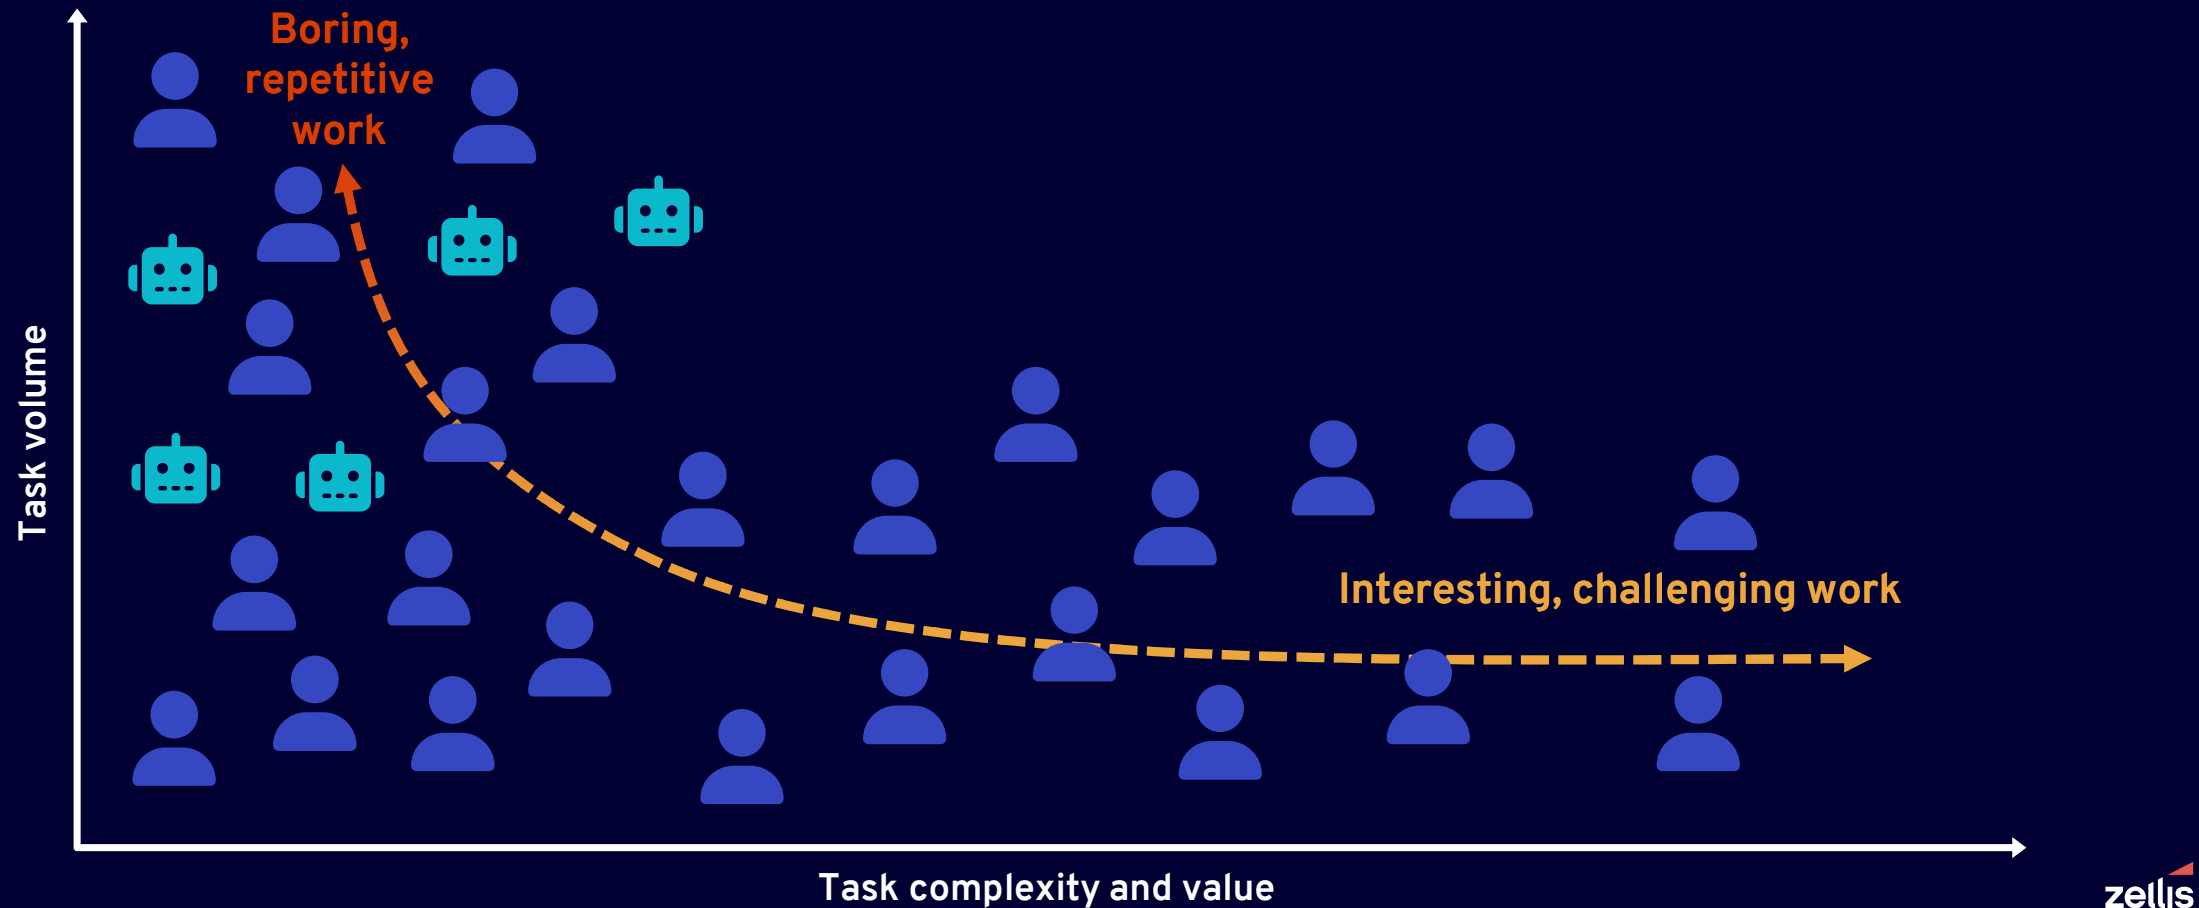 Boring,
repetitive
work
Task volume
Interesting, challenging work
Task complexity and value
zellis